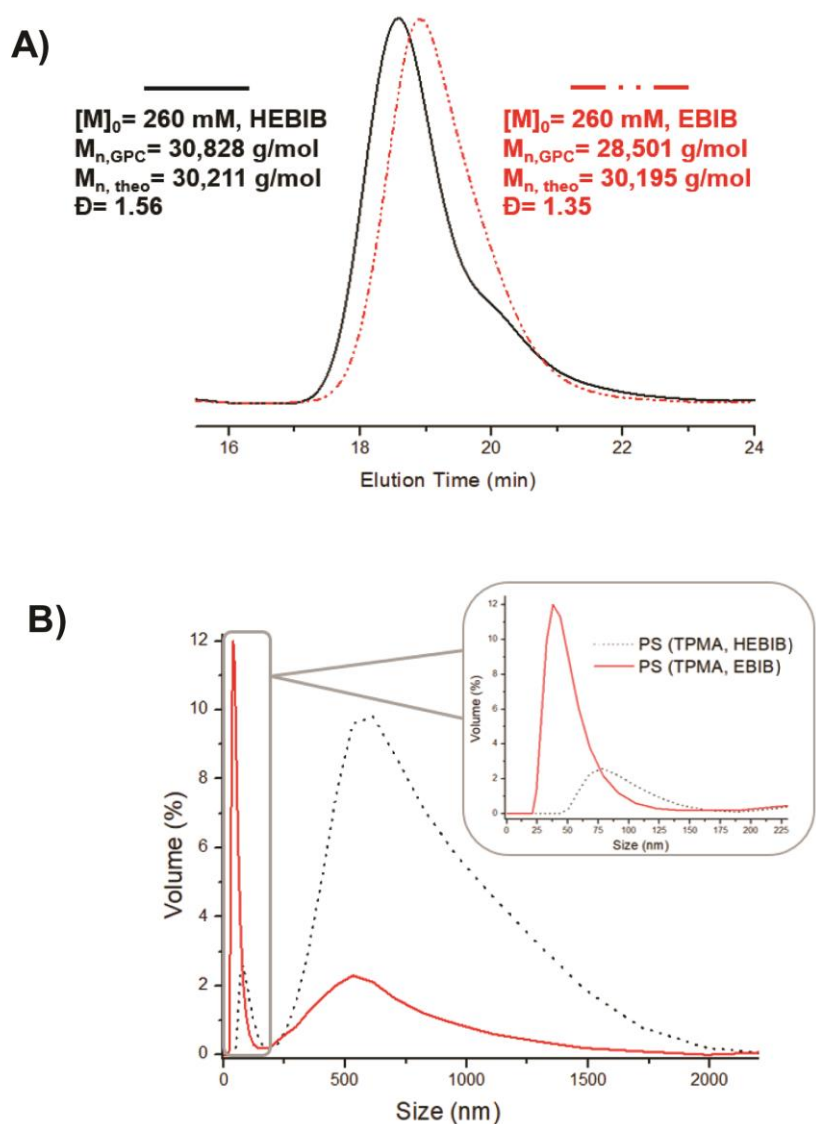 A)
[M]₀= 260 mM, HEBIB
Mₙ,GPC= 30,828 g/mol
Mₙ, theo= 30,211 g/mol
Đ= 1.56
[M]₀= 260 mM, EBIB
Mₙ,GPC= 28,501 g/mol
Mₙ, theo= 30,195 g/mol
Đ= 1.35
16 18 20 22 24
Elution Time (min)
B)
12
10
8
6
4
2
0
Volume (%)
0 500 1000 1500 2000
Size (nm)
12
10
8
6
4
2
0
Volume (%)
PS (TPMA, HEBIB)
PS (TPMA, EBIB)
0 25 50 75 100 125 150 175 200 225
Size (nm)